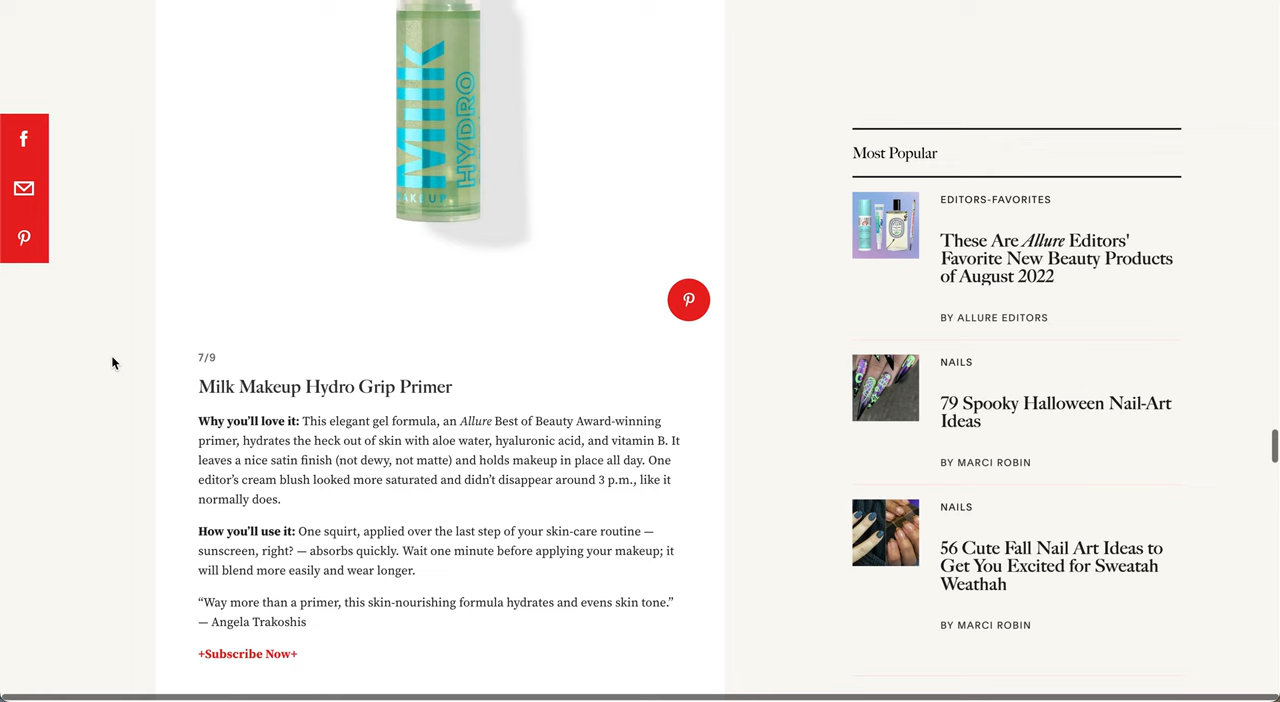 Milk
HYDRO
MAKEUP
7/9
Milk Makeup Hydro Grip Primer
Why you'll love it: This elegant gel formula, an Allure Best of Beauty Award-winning
primer, hydrates the heck out of skin with aloe water, hyaluronic acid, and vitamin B. It
leaves a nice satin finish (not dewy, not matte) and holds makeup in place all day. One
editor's cream blush looked more saturated and didn't disappear around 3 p.m., like it
normally does.
How you'll use it: One squirt, applied over the last step of your skin-care routine —
sunscreen, right? — absorbs quickly. Wait one minute before applying your makeup; it
will blend more easily and wear longer.
“Way more than a primer, this skin-nourishing formula hydrates and evens skin tone.”
— Angela Trakoshis
+Subscribe Now+
Most Popular
EDITORS-FAVORITES
These Are Allure Editors'
Favorite New Beauty Products
of August 2022
BY ALLURE EDITORS
NAILS
79 Spooky Halloween Nail-Art
Ideas
BY MARCI ROBIN
NAILS
56 Cute Fall Nail Art Ideas to
Get You Excited for Sweatah
Weathah
BY MARCI ROBIN